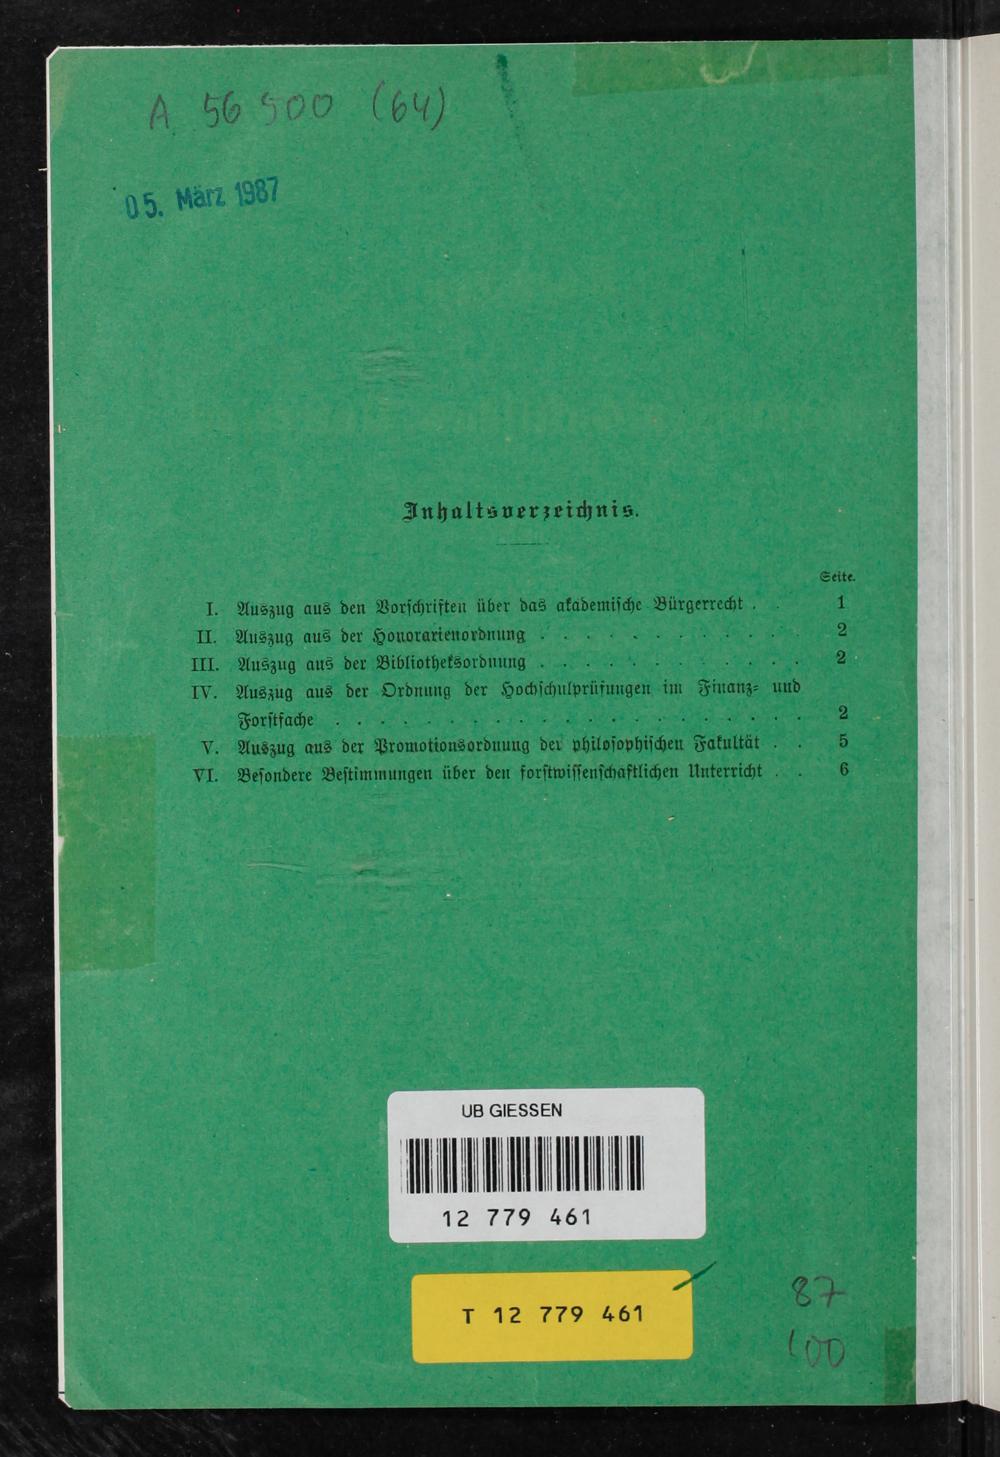 A 56 500 (64)
05. März 1987
Inhaltsverzeichnis.
Seite.
I. Auszug aus den Vorschriften über das akademische Bürgerrecht . . 1
II. Auszug aus der Honorarienordnung . . . . . . . . . . 2
III. Auszug aus der Bibliotheksordnung . . . . . . . . . . 2
IV. Auszug aus der Ordnung der Hochschulprüfungen im Finanz- und
Forstfache . . . . . . . . . . . . . . . . . . 2
V. Auszug aus der Promotionsordnung der philosophischen Fakultät . . 5
VI. Besondere Bestimmungen über den forstwissenschaftlichen Unterricht . . 6
UB GIESSEN
12 779 461
T 12 779 461
87
100